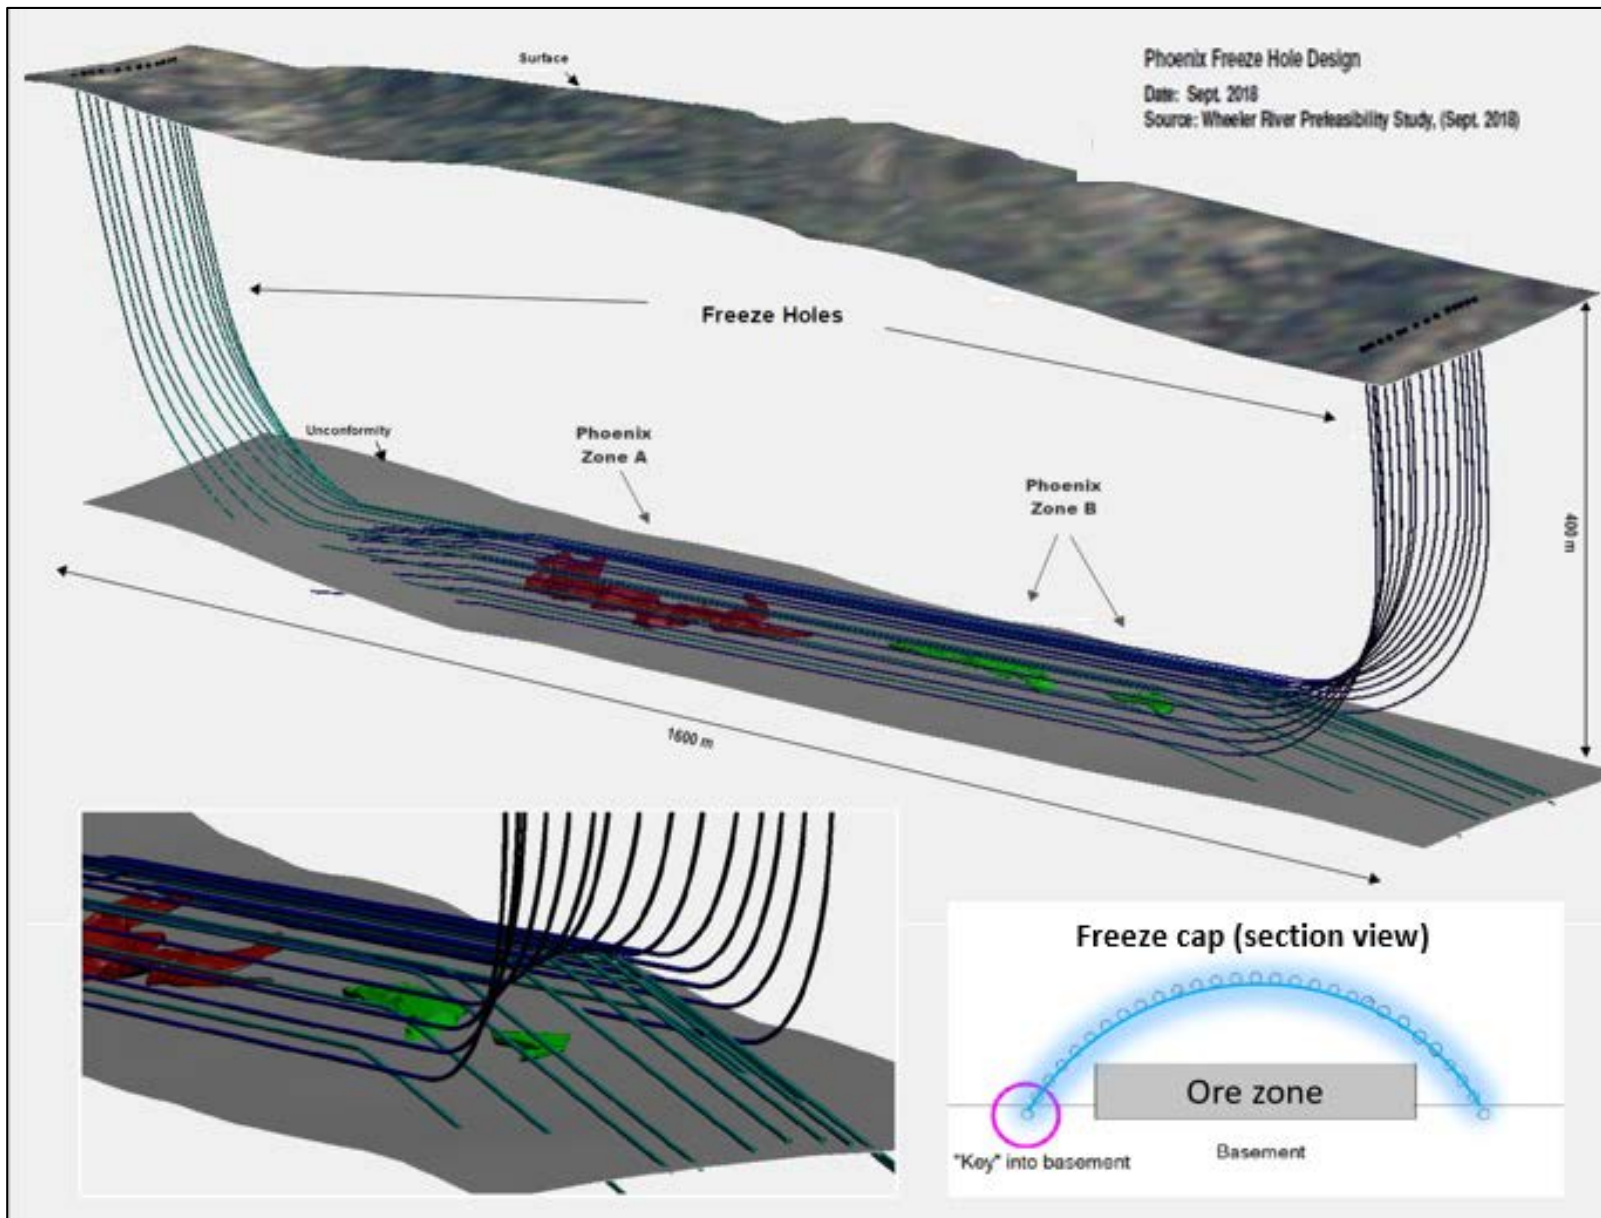 Phoenix Freeze Hole Design
Date: Sept. 2018
Source: Wheeler River Prefeasibility Study, (Sept. 2018)
Surface
Freeze Holes
Unconformity
Phoenix
Zone A
Phoenix
Zone B
400 m
1600 m
Freeze cap (section view)
Ore zone
"Key" into basement
Basement